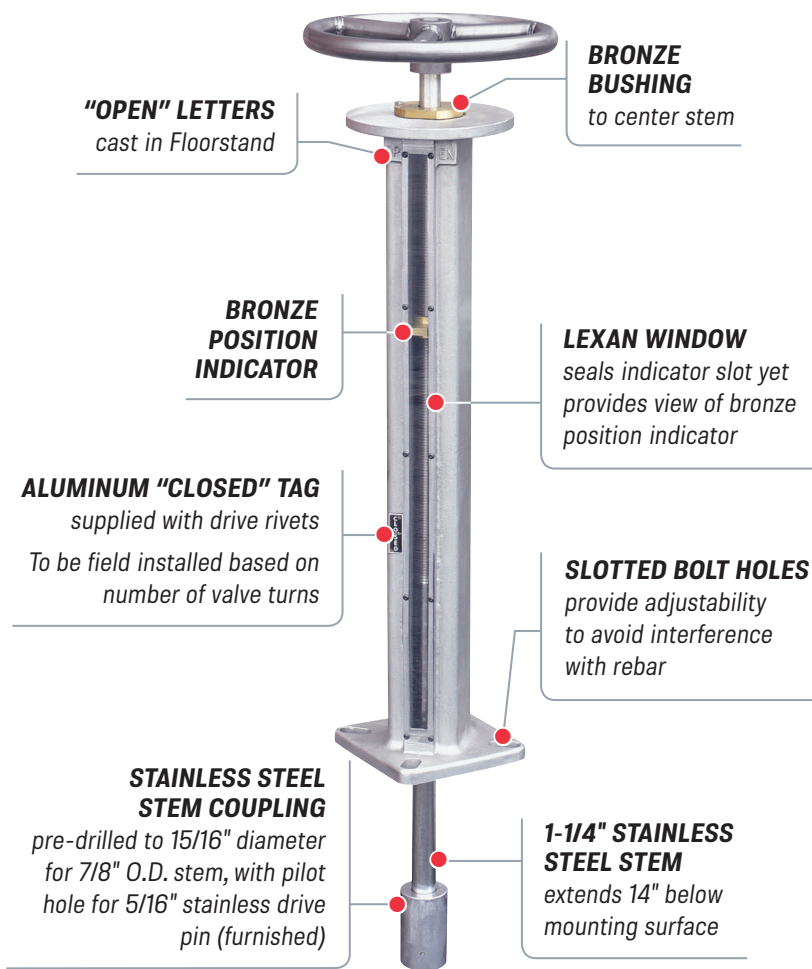 BRONZE
BUSHING
to center stem
“OPEN” LETTERS
cast in Floorstand
OP
EN
BRONZE
POSITION
INDICATOR
LEXAN WINDOW
seals indicator slot yet
provides view of bronze
position indicator
ALUMINUM “CLOSED” TAG
supplied with drive rivets
To be field installed based on
number of valve turns
CLOSED
SLOTTED BOLT HOLES
provide adjustability
to avoid interference
with rebar
STAINLESS STEEL
STEM COUPLING
pre-drilled to 15/16" diameter
for 7/8" O.D. stem, with pilot
hole for 5/16" stainless drive
pin (furnished)
1-1/4" STAINLESS
STEEL STEM
extends 14" below
mounting surface